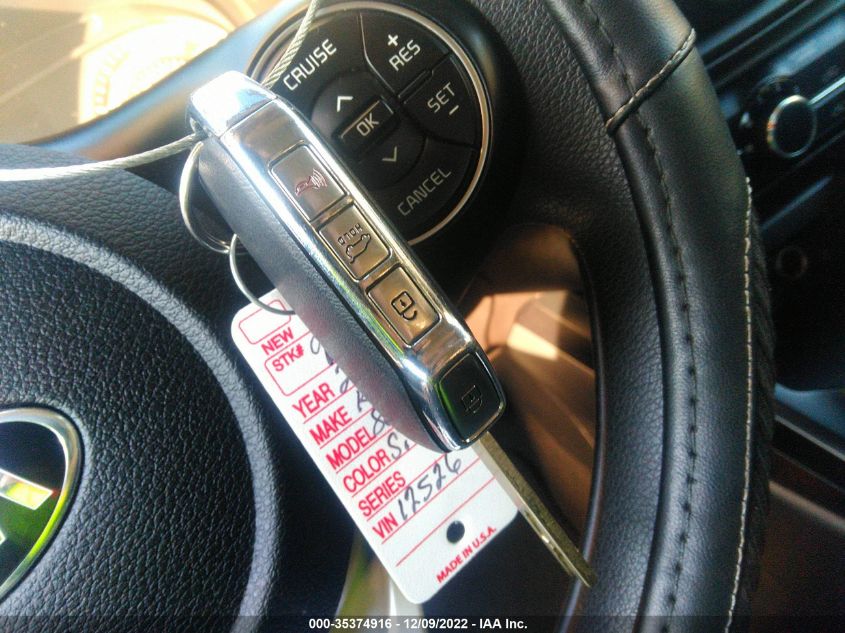 CRUISE
+
RES
SET
-
OK
CANCEL
HOLD
NEW
STK#
YEAR
MAKE
MODEL
COLOR
SERIES
VIN 12526
MADE IN U.S.A.
000-35374916 - 12/09/2022 - IAA Inc.